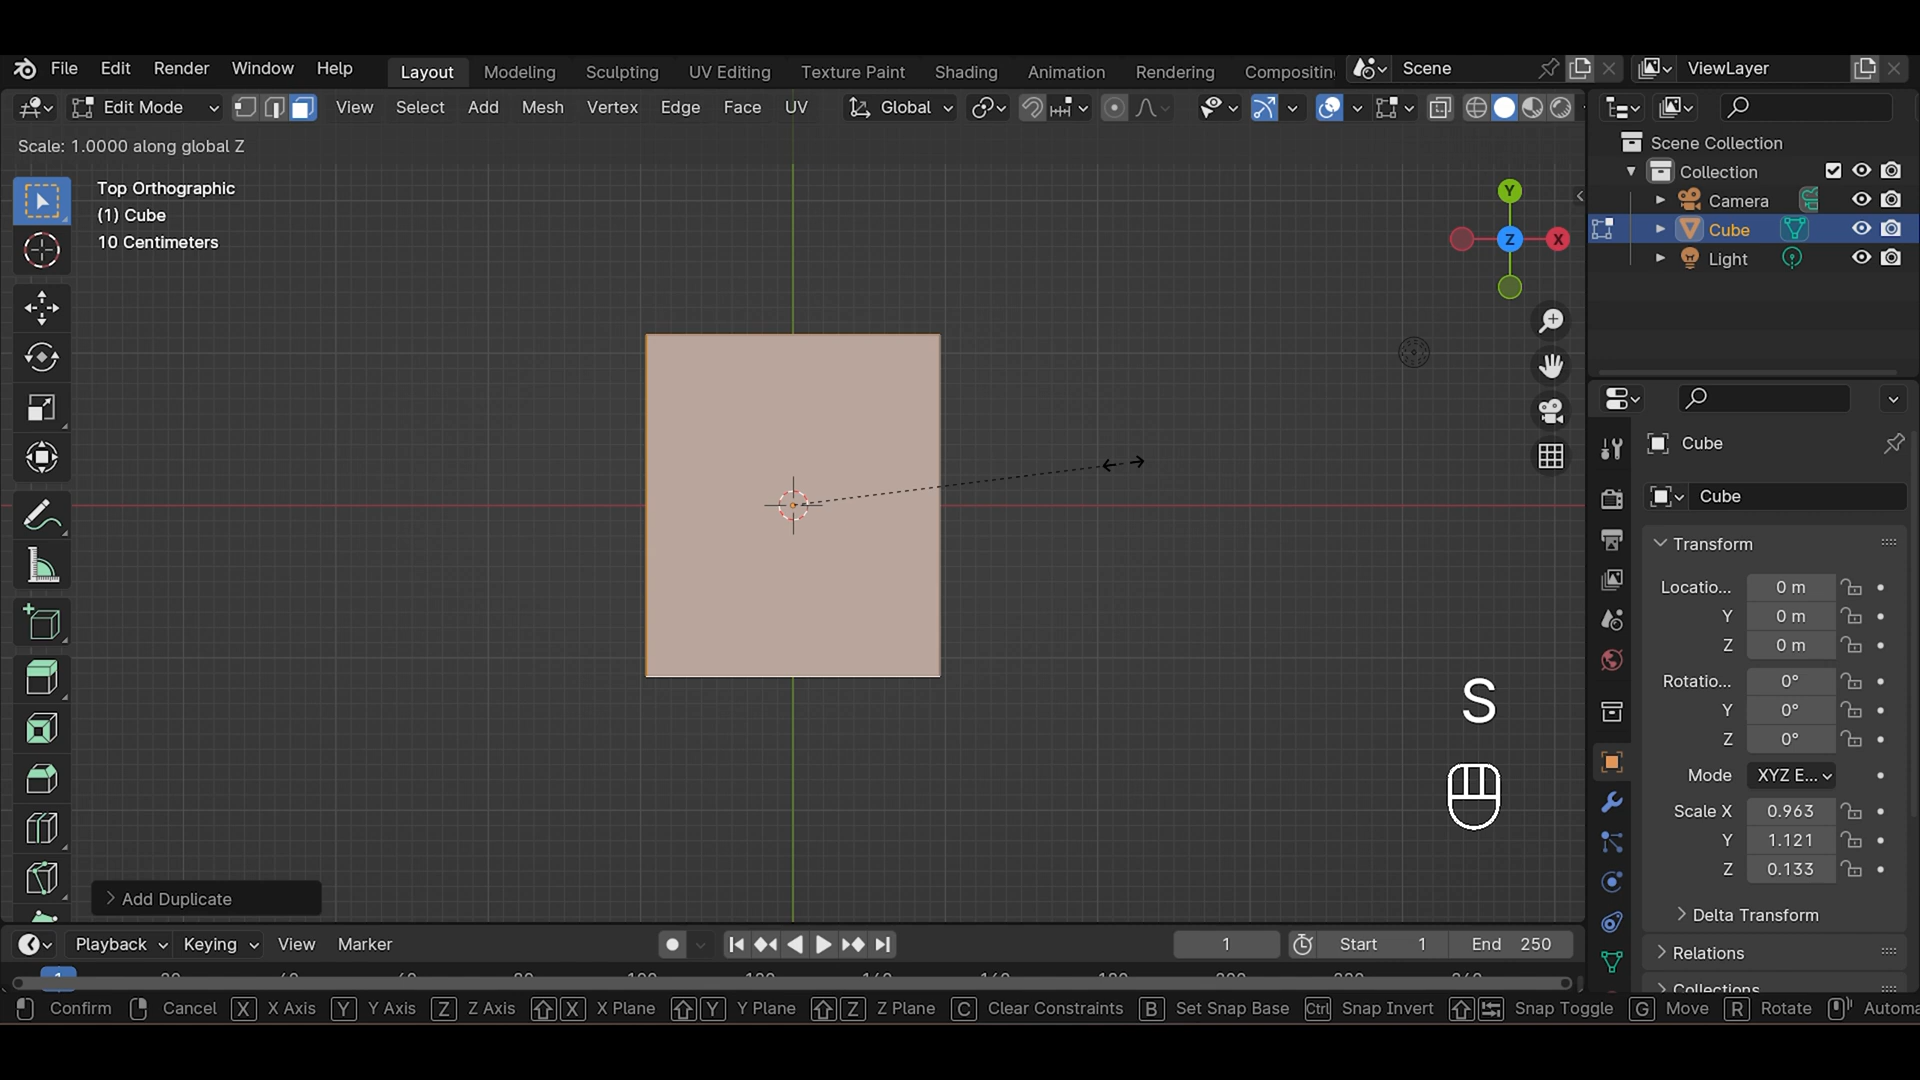 File Edit Render Window Help Layout Modeling Sculpting UV Editing Texture Paint Shading Animation Rendering Compositin Scene ViewLayer
Edit Mode View Select Add Mesh Vertex Edge Face UV Global
Scale: 1.0000 along global Z
Top Orthographic
(1) Cube
10 Centimeters
Y
Z X
Scene Collection
Collection
Camera
Cube
Light
Cube
Cube
Transform
Locatio... 0 m
Y 0 m
Z 0 m
Rotatio... 0°
Y 0°
Z 0°
Mode XYZ E...
Scale X 0.963
Y 1.121
Z 0.133
Delta Transform
Relations
Collections
S
Add Duplicate
Playback Keying View Marker 1 Start 1 End 250
1
Confirm Cancel X X Axis Y Y Axis Z Z Axis X X Plane Y Y Plane Z Z Plane C Clear Constraints B Set Snap Base Ctrl Snap Invert Snap Toggle G Move R Rotate Automa